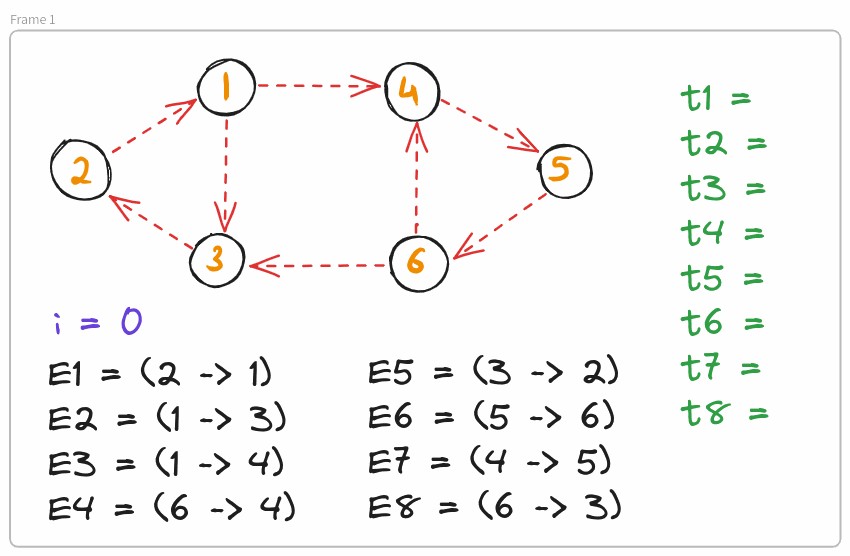 Frame 1
1
4
2
5
3
6
i = 0
E1 = (2 -> 1)
E2 = (1 -> 3)
E3 = (1 -> 4)
E4 = (6 -> 4)
E5 = (3 -> 2)
E6 = (5 -> 6)
E7 = (4 -> 5)
E8 = (6 -> 3)
t1 =
t2 =
t3 =
t4 =
t5 =
t6 =
t7 =
t8 =